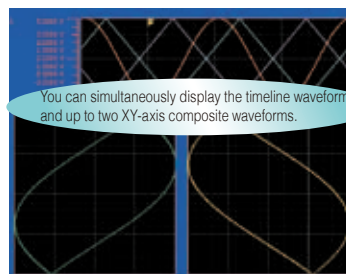 You can simultaneously display the timeline waveform
and up to two XY-axis composite waveforms.